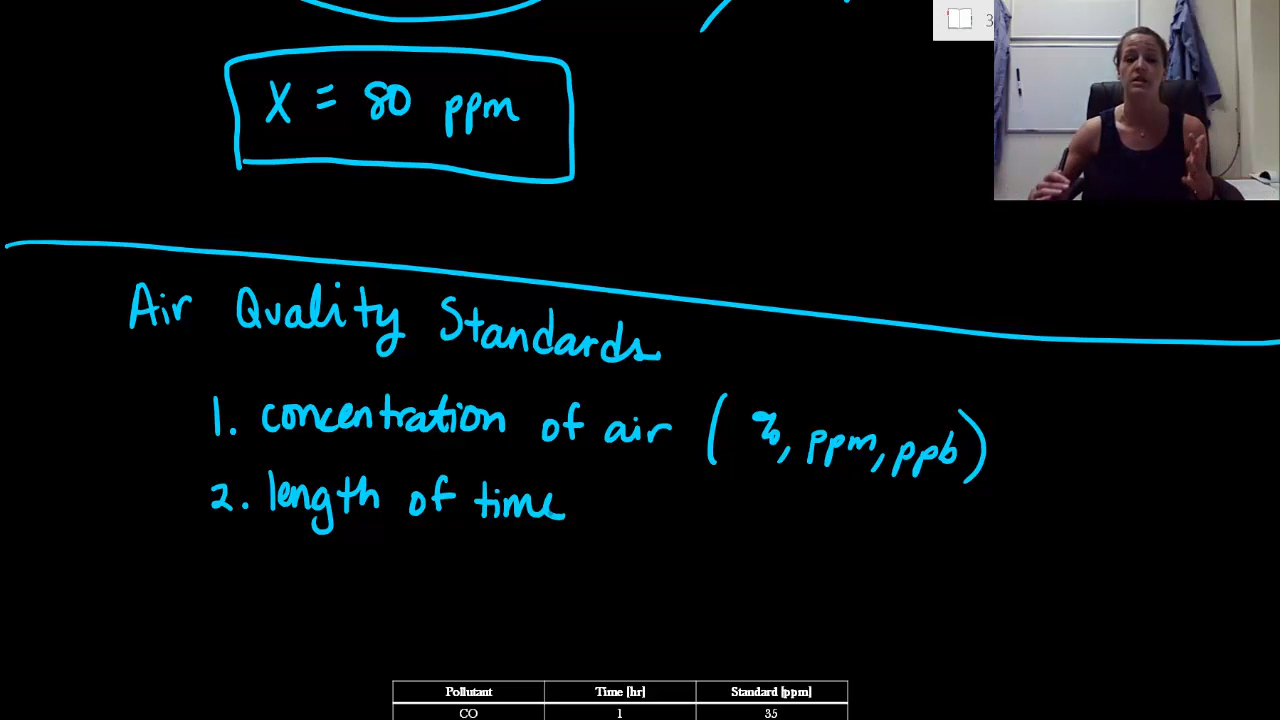 3
X = 80 ppm
Air Quality Standards
1. concentration of air ( %, ppm, ppb)
2. length of time
Pollutant Time [hr] Standard [ppm]
CO 1 35